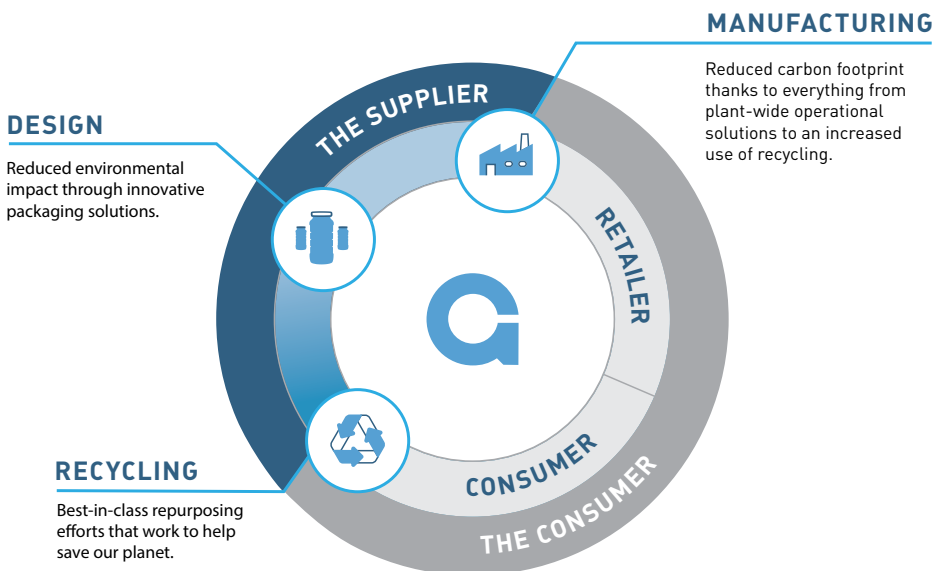 MANUFACTURING
Reduced carbon footprint
thanks to everything from
plant-wide operational
solutions to an increased
use of recycling.
THE SUPPLIER
DESIGN
Reduced environmental
impact through innovative
packaging solutions.
RETAILER
RECYCLING
Best-in-class repurposing
efforts that work to help
save our planet.
CONSUMER
THE CONSUMER